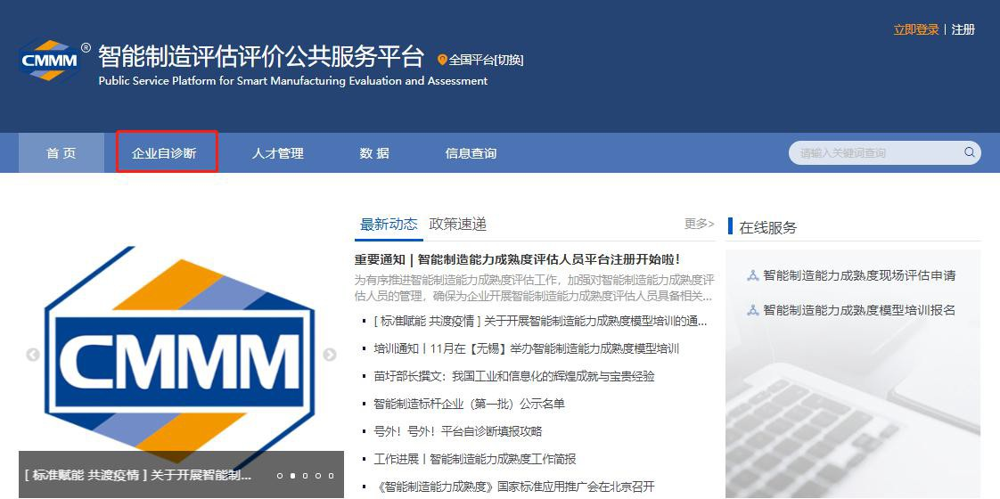 立即登录 | 注册
CMMM® 智能制造评估评价公共服务平台 全国平台[切换]
Public Service Platform for Smart Manufacturing Evaluation and Assessment
首 页 企业自诊断 人才管理 数 据 信息查询 请输入关键词查询
最新动态 政策速递 更多>
重要通知 | 智能制造能力成熟度评估人员平台注册开始啦！
为有序推进智能制造能力成熟度评估工作，加强对智能制造能力成熟度评
估人员的管理，确保为企业开展智能制造能力成熟度评估人员具备相关...
[ 标准赋能 共渡疫情 ] 关于开展智能制造能力成熟度模型培训的通...
培训通知丨11月在【无锡】举办智能制造能力成熟度模型培训
苗圩部长撰文：我国工业和信息化的辉煌成就与宝贵经验
智能制造标杆企业（第一批）公示名单
号外！号外！平台自诊断填报攻略
工作进展丨智能制造能力成熟度工作简报
《智能制造能力成熟度》国家标准应用推广会在北京召开
CMMM
[ 标准赋能 共渡疫情 ] 关于开展智能制...
在线服务
智能制造能力成熟度现场评估申请
智能制造能力成熟度模型培训报名